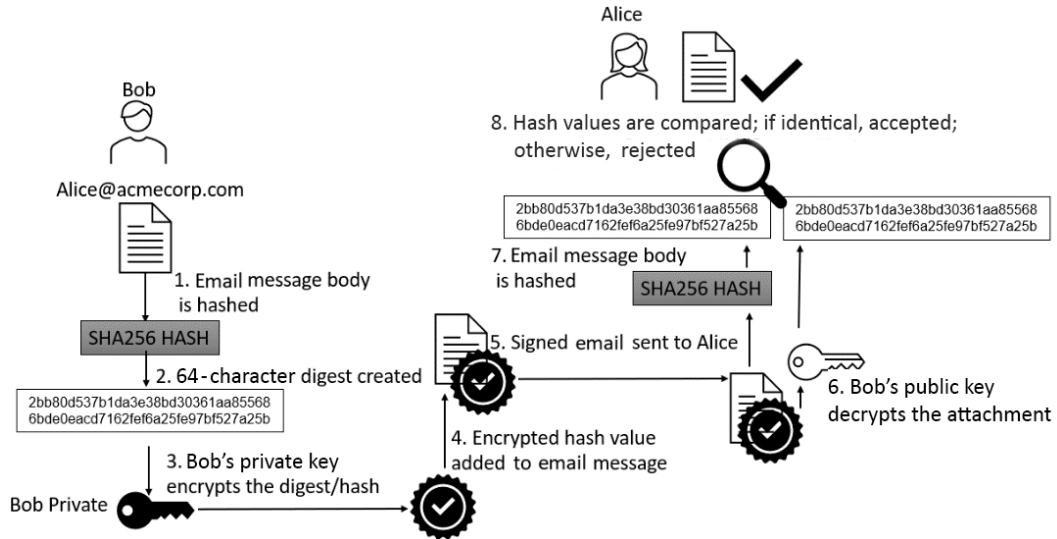 Bob
Alice@acmecorp.com
1. Email message body
is hashed
SHA256 HASH
2. 64-character digest created
2bb80d537b1da3e38bd30361aa85568
6bde0eacd7162fef6a25fe97bf527a25b
3. Bob's private key
encrypts the digest/hash
Bob Private
4. Encrypted hash value
added to email message
5. Signed email sent to Alice
6. Bob's public key
decrypts the attachment
7. Email message body
is hashed
SHA256 HASH
2bb80d537b1da3e38bd30361aa85568
6bde0eacd7162fef6a25fe97bf527a25b
2bb80d537b1da3e38bd30361aa85568
6bde0eacd7162fef6a25fe97bf527a25b
8. Hash values are compared; if identical, accepted;
otherwise, rejected
Alice